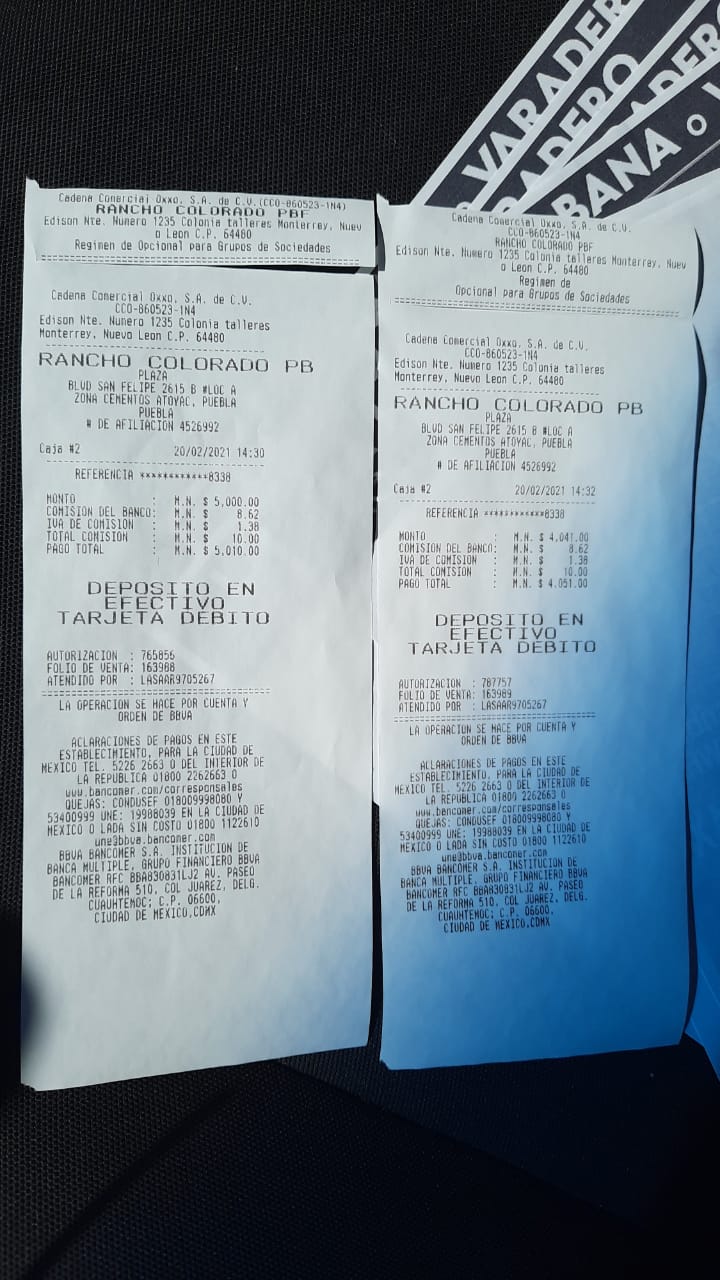 VARADER
ADERO
ADERO
BANA o V
Cadena Comercial Oxxo, S.A. de C.V.(CCO-860523-1N4)
RANCHO COLORADO PBF
Edison Nte. Numero 1235 Colonia talleres Monterrey, Nuev
o Leon C.P. 64480
Regimen de Opcional para Grupos de Sociedades
Cadena Comercial Oxxo, S.A. de C.V.
CCO-860523-1N4
Edison Nte. Numero 1235 Colonia talleres
Monterrey, Nuevo Leon C.P. 64480
RANCHO COLORADO PB
PLAZA
BLVD SAN FELIPE 2615 B #LOC A
ZONA CEMENTOS ATOYAC, PUEBLA
PUEBLA
# DE AFILIACION 4526992
Caja #2 20/02/2021 14:30
REFERENCIA ************8338
MONTO : M.N. $ 5,000.00
COMISION DEL BANCO: M.N. $ 8.62
IVA DE COMISION : M.N. $ 1.38
TOTAL COMISION : M.N. $ 10.00
PAGO TOTAL : M.N. $ 5,010.00
DEPOSITO EN
EFECTIVO
TARJETA DEBITO
AUTORIZACION : 765856
FOLIO DE VENTA: 163988
ATENDIDO POR : LASAAR9705267
LA OPERACION SE HACE POR CUENTA Y
ORDEN DE BBVA
ACLARACIONES DE PAGOS EN ESTE
ESTABLECIMIENTO, PARA LA CIUDAD DE
MEXICO TEL. 5226 2663 O DEL INTERIOR DE
LA REPUBLICA 01800 2262663 O
www.bancomer.com/corresponsales
QUEJAS: CONDUSEF 018009998080 Y
53400999 UNE: 19988039 EN LA CIUDAD DE
MEXICO O LADA SIN COSTO 01800 1122610
une@bbva.bancomer.com
BBVA BANCOMER S.A. INSTITUCION DE
BANCA MULTIPLE, GRUPO FINANCIERO BBVA
BANCOMER RFC BBA830831LJ2 AV. PASEO
DE LA REFORMA 510, COL JUAREZ, DELG.
CUAUHTEMOC; C.P. 06600,
CIUDAD DE MEXICO.CDMX
Cadena Comercial Oxxo, S.A. de C.V.
CCO-860523-1N4
RANCHO COLORADO PBF
Edison Nte. Numero 1235 Colonia talleres Monterrey, Nuev
o Leon C.P. 64480
Regimen de
Opcional para Grupos de Sociedades
Cadena Comercial Oxxo, S.A. de C.V.
CCO-860523-1N4
Edison Nte. Numero 1235 Colonia talleres
Monterrey, Nuevo Leon C.P. 64480
RANCHO COLORADO PB
PLAZA
BLVD SAN FELIPE 2615 B #LOC A
ZONA CEMENTOS ATOYAC, PUEBLA
PUEBLA
# DE AFILIACION 4526992
Caja #2 20/02/2021 14:32
REFERENCIA ************8338
MONTO : M.N. $ 4,041.00
COMISION DEL BANCO: M.N. $ 8.62
IVA DE COMISION : M.N. $ 1.38
TOTAL COMISION : M.N. $ 10.00
PAGO TOTAL : M.N. $ 4,051.00
DEPOSITO EN
EFECTIVO
TARJETA DEBITO
AUTORIZACION : 787757
FOLIO DE VENTA: 163989
ATENDIDO POR : LASAAR9705267
LA OPERACION SE HACE POR CUENTA Y
ORDEN DE BBVA
ACLARACIONES DE PAGOS EN ESTE
ESTABLECIMIENTO, PARA LA CIUDAD DE
MEXICO TEL. 5226 2663 O DEL INTERIOR DE
LA REPUBLICA 01800 2262663 O
www.bancomer.com/corresponsales
QUEJAS: CONDUSEF 018009998080 Y
53400999 UNE: 19988039 EN LA CIUDAD DE
MEXICO O LADA SIN COSTO 01800 1122610
une@bbva.bancomer.com
BBVA BANCOMER S.A. INSTITUCION DE
BANCA MULTIPLE, GRUPO FINANCIERO BBVA
BANCOMER RFC BBA830831LJ2 AV. PASEO
DE LA REFORMA 510, COL JUAREZ, DELG.
CUAUHTEMOC; C.P. 06600,
CIUDAD DE MEXICO.CDMX